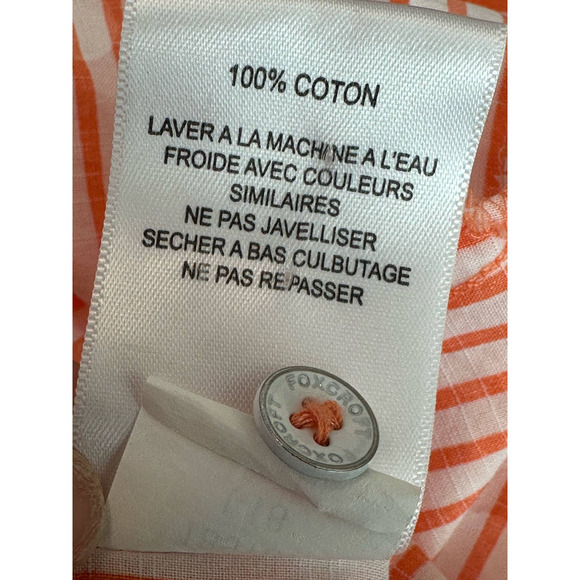 100% COTON
LAVER A LA MACHINE A L'EAU
FROIDE AVEC COULEURS
SIMILAIRES
NE PAS JAVELLISER
SECHER A BAS CULBUTAGE
NE PAS REPASSER
FOXCROFT FOXCROFT